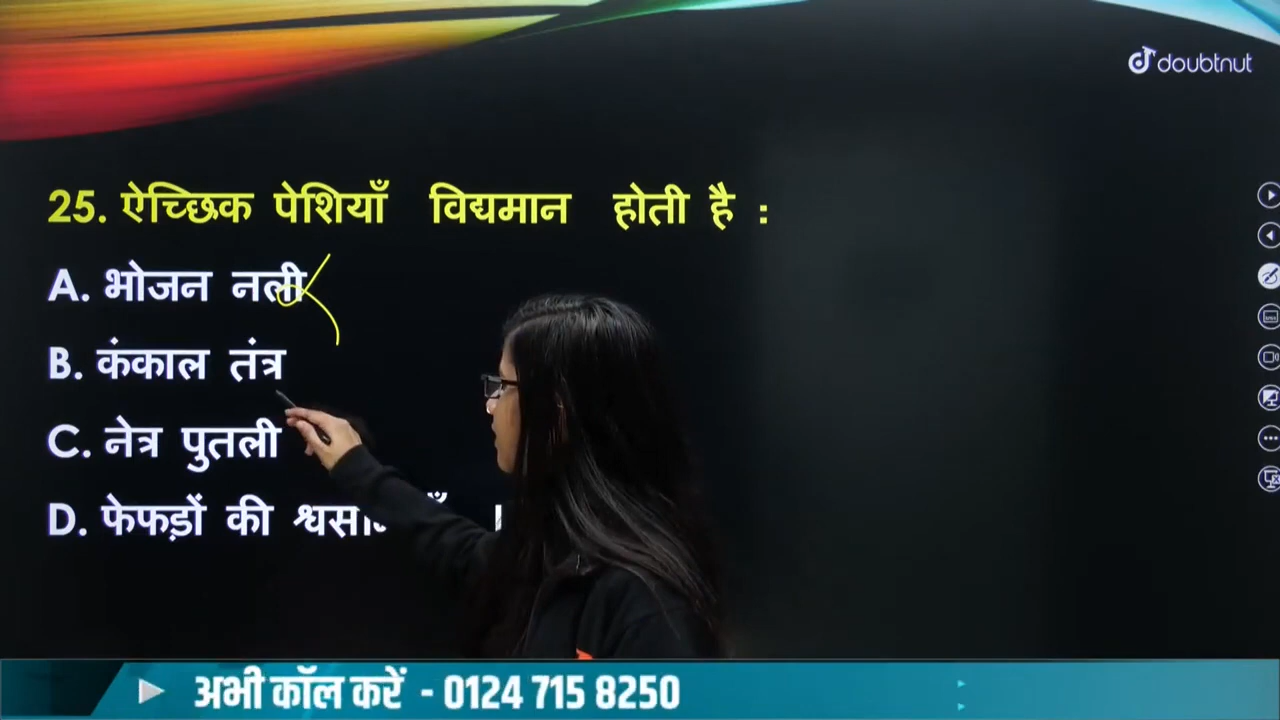 doubtnut
25. ऐच्छिक पेशियाँ विद्यमान होती है :
A. भोजन नली
B. कंकाल तंत्र
C. नेत्र पुतली
D. फेफड़ों की
अभी कॉल करें - 0124 715 8250